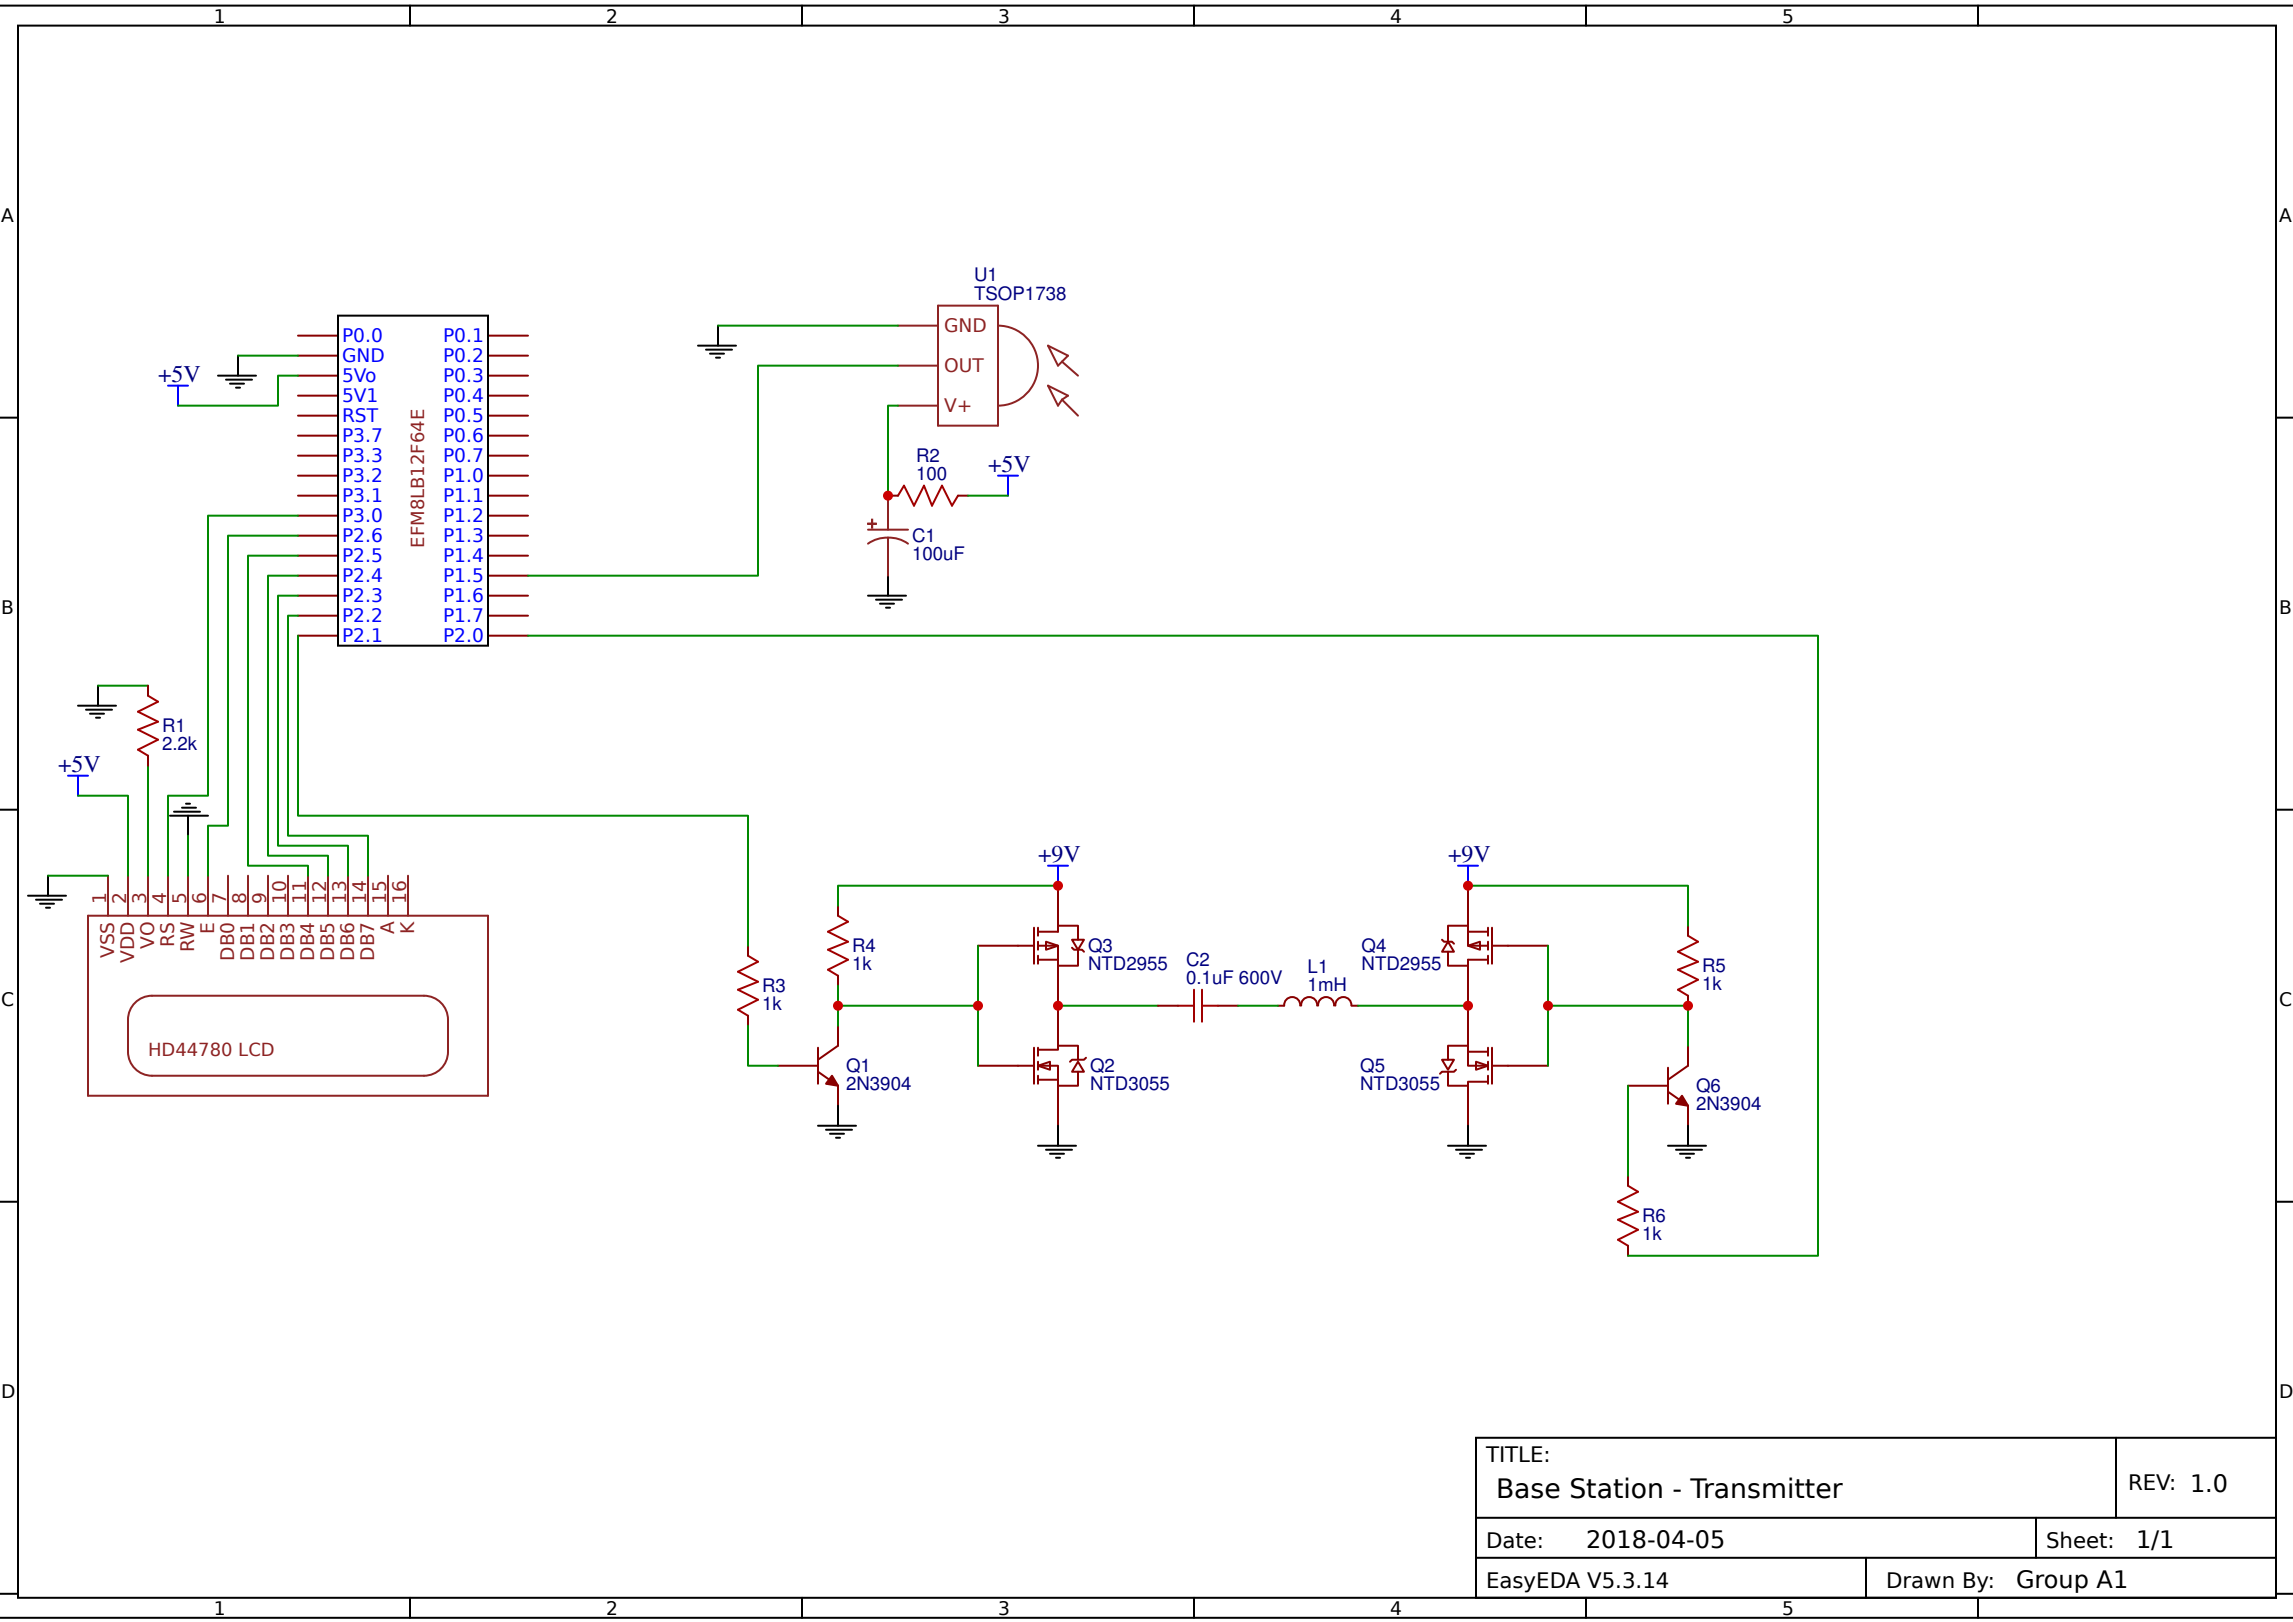 1 2 3 4 5
A A
U1
TSOP1738
P0.0 P0.1
GND P0.2
5Vo P0.3
5V1 P0.4
RST P0.5
P3.7 P0.6
P3.3 P0.7
P3.2 P1.0
P3.1 P1.1
P3.0 P1.2
P2.6 P1.3
P2.5 P1.4
P2.4 P1.5
P2.3 P1.6
P2.2 P1.7
P2.1 P2.0
EFM8LB12F64E
+5V
GND
OUT
V+
R2
100
+5V
+
C1
100uF
B B
R1
2.2k
+5V
1 2 3 4 5 6 7 8 9 10 11 12 13 14 15 16
VSS VDD VO RS RW E DB0 DB1 DB2 DB3 DB4 DB5 DB6 DB7 A K
HD44780 LCD
+9V +9V
R4
1k
Q3
NTD2955
C2
0.1uF 600V
L1
1mH
Q4
NTD2955
R5
1k
C C
R3
1k
Q1
2N3904
Q2
NTD3055
Q5
NTD3055
Q6
2N3904
R6
1k
D D
TITLE:
Base Station - Transmitter
REV: 1.0
Date: 2018-04-05
Sheet: 1/1
EasyEDA V5.3.14
Drawn By: Group A1
1 2 3 4 5